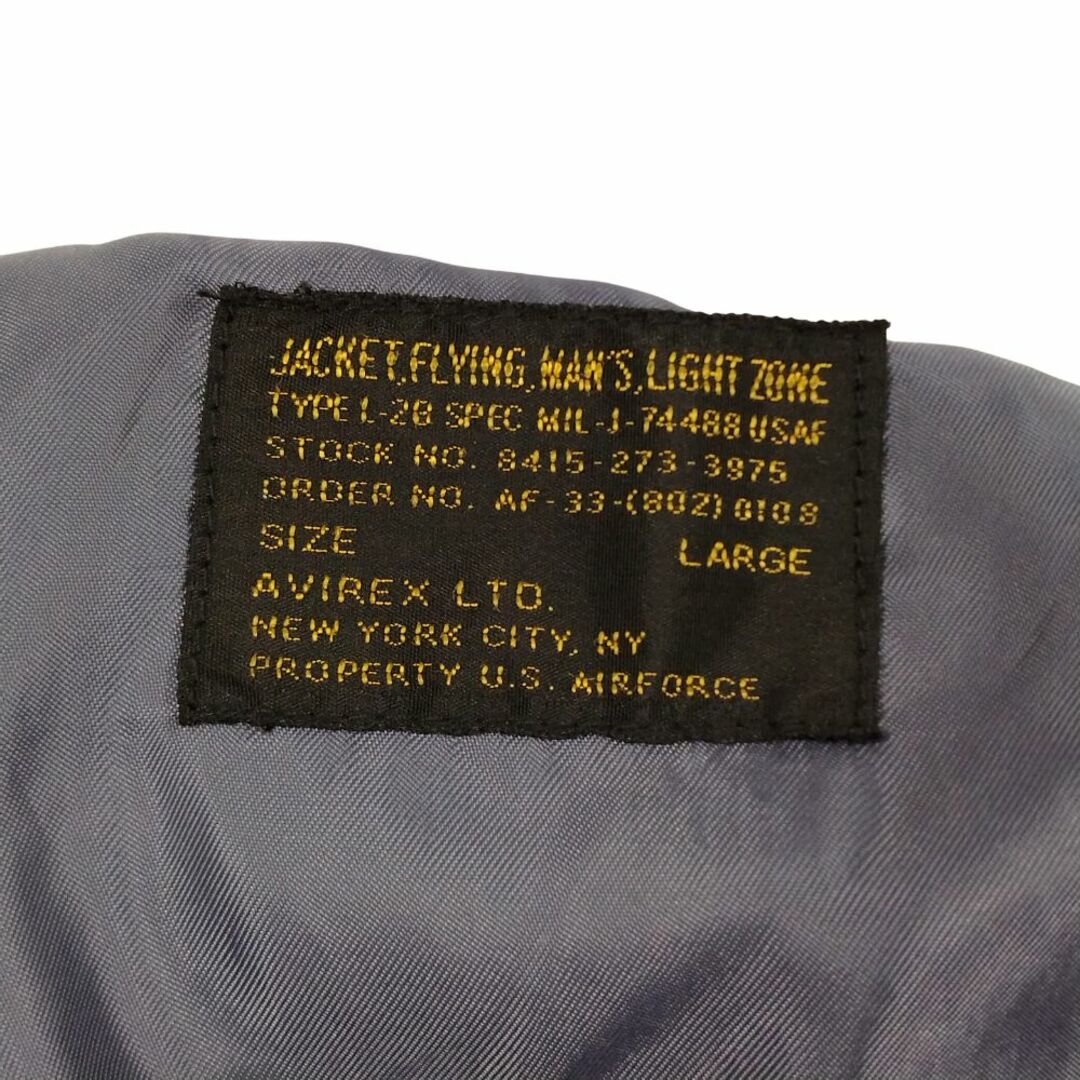 JACKET, FLYING, MAN'S, LIGHT ZONE
TYPE L-2B SPEC MIL-J-7448B USAF
STOCK NO. 8415-273-3975
ORDER NO. AF-33-(802) 0108
SIZE LARGE
AVIREX LTD.
NEW YORK CITY, NY
PROPERTY U.S. AIRFORCE